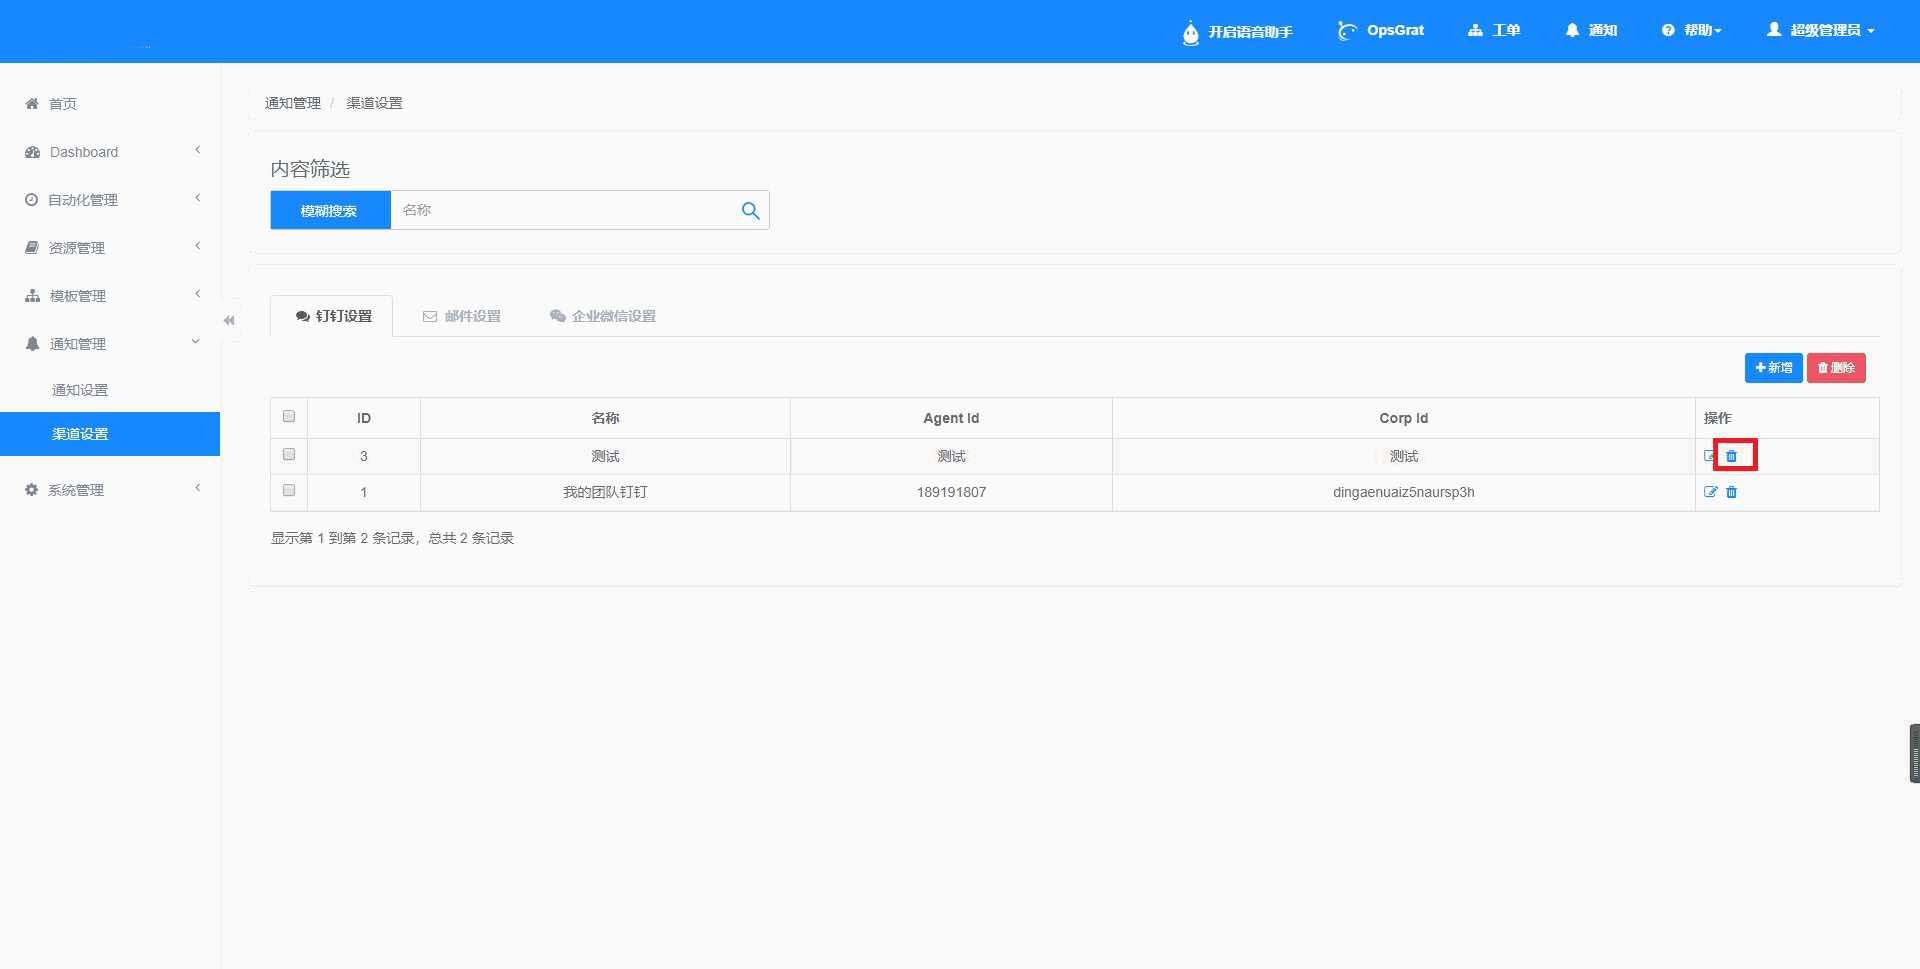 开启语音助手 OpsGrat 工单 通知 帮助 超级管理员
首页
Dashboard
自动化管理
资源管理
模板管理
通知管理
通知设置
渠道设置
系统管理
通知管理 / 渠道设置
内容筛选
模糊搜索 名称
钉钉设置 邮件设置 企业微信设置
新增 删除
ID 名称 Agent Id Corp Id 操作
3 测试 测试 测试
1 我的团队钉钉 189191807 dingaenuaiz5naursp3h
显示第 1 到第 2 条记录，总共 2 条记录